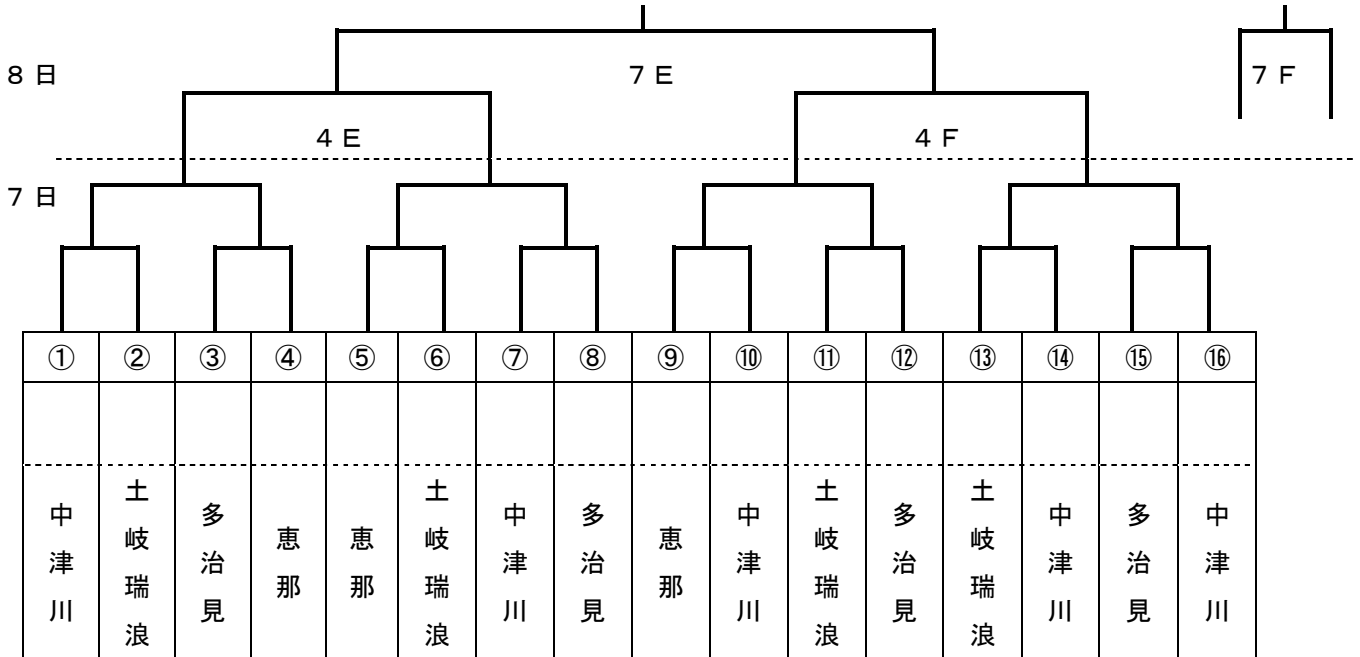 8日 7E 7F
4E 4F
7日
① ② ③ ④ ⑤ ⑥ ⑦ ⑧ ⑨ ⑩ ⑪ ⑫ ⑬ ⑭ ⑮ ⑯
中津川
土岐瑞浪
多治見
恵那
恵那
土岐瑞浪
中津川
多治見
恵那
中津川
土岐瑞浪
多治見
土岐瑞浪
中津川
多治見
中津川